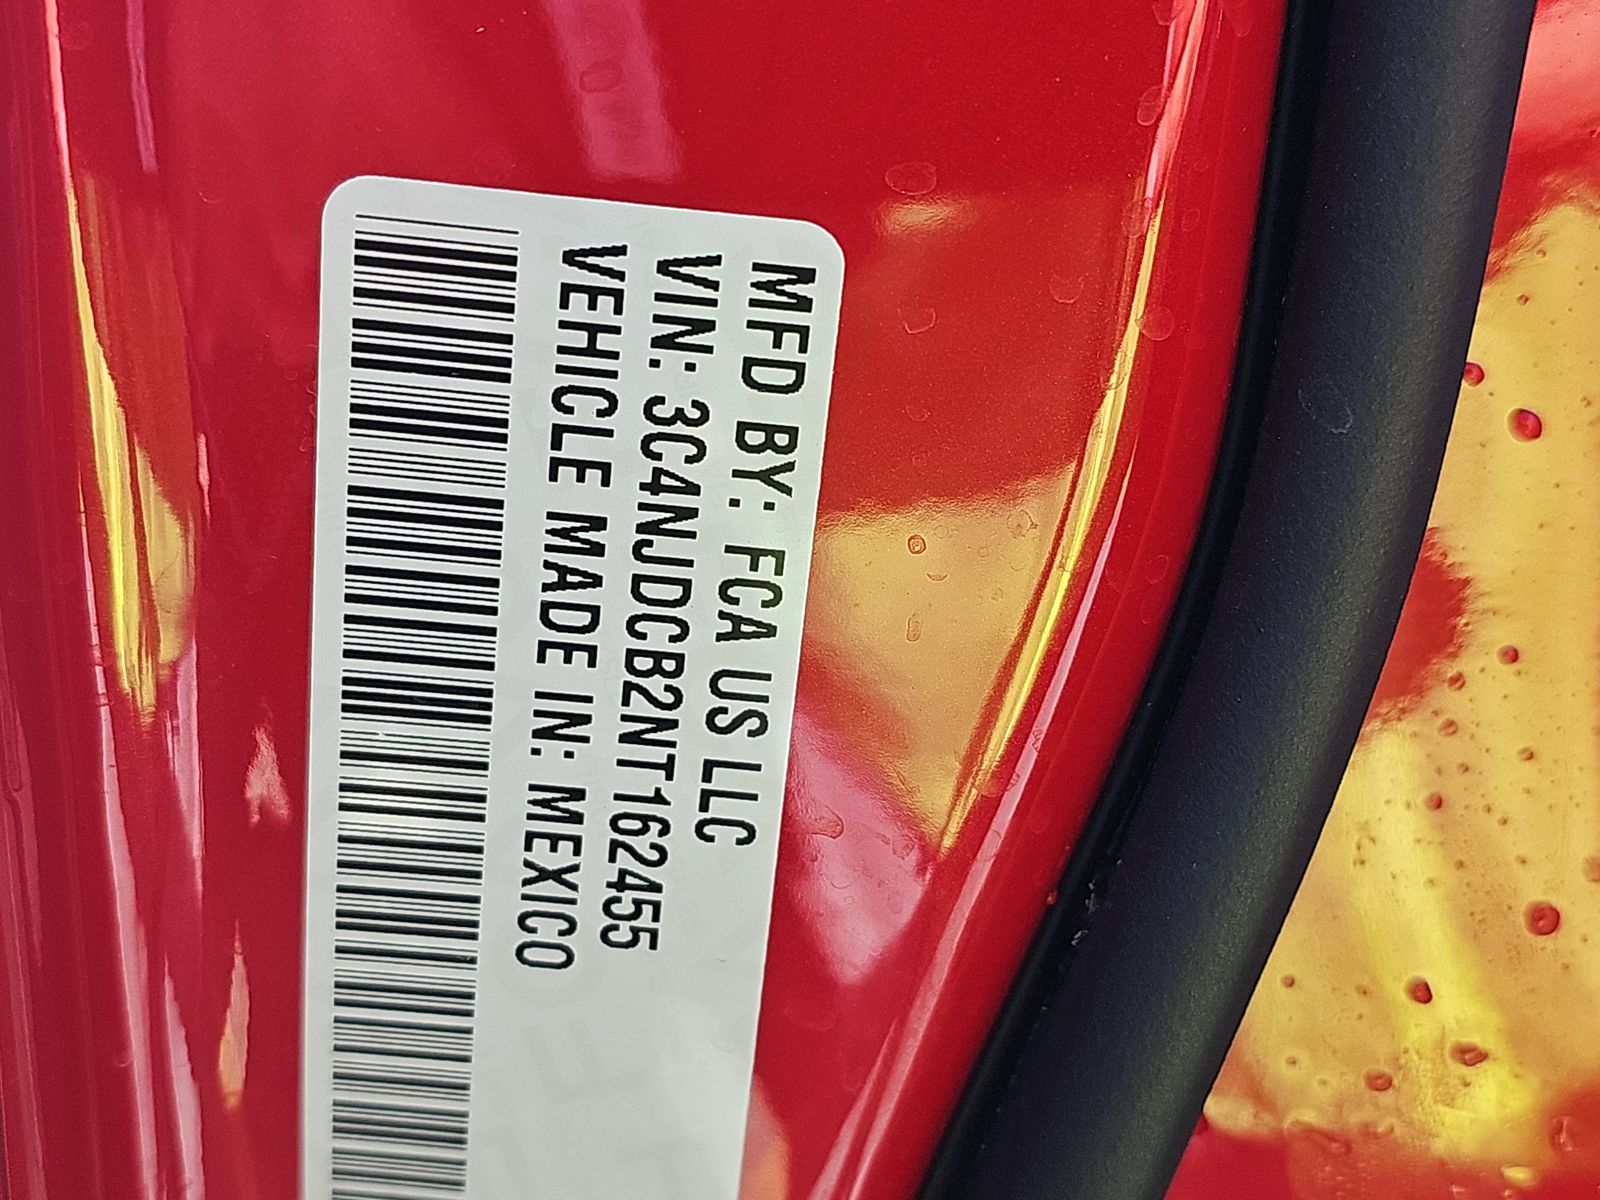 MFD BY: FCA US LLC
VIN: 3C4NJDCB2NT162455
VEHICLE MADE IN: MEXICO